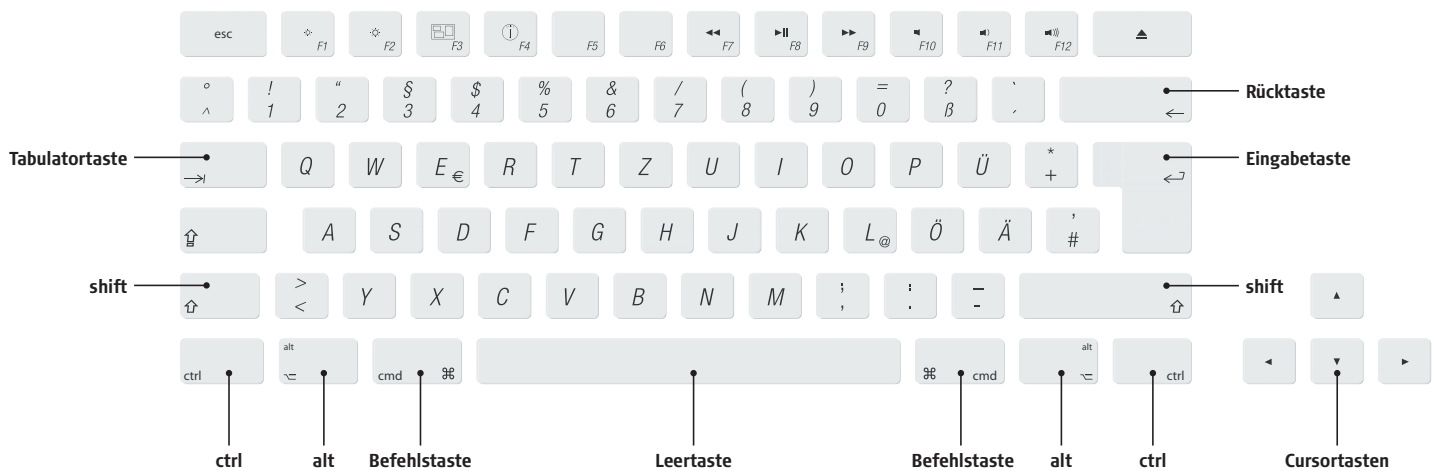 esc F1 F2 F3 F4 F5 F6 F7 F8 F9 F10 F11 F12
° ! " § $ % & / ( ) = ? `
^ 1 2 3 4 5 6 7 8 9 0 ß ´
Rücktaste
Tabulatortaste
Q W E € R T Z U I O P Ü * +
Eingabetaste
A S D F G H J K L @ Ö Ä ' #
shift
> < Y X C V B N M ; , : . _ -
shift
alt alt
ctrl cmd ⌘ ⌘ cmd ctrl
ctrl alt Befehlstaste Leertaste Befehlstaste alt ctrl Cursortasten